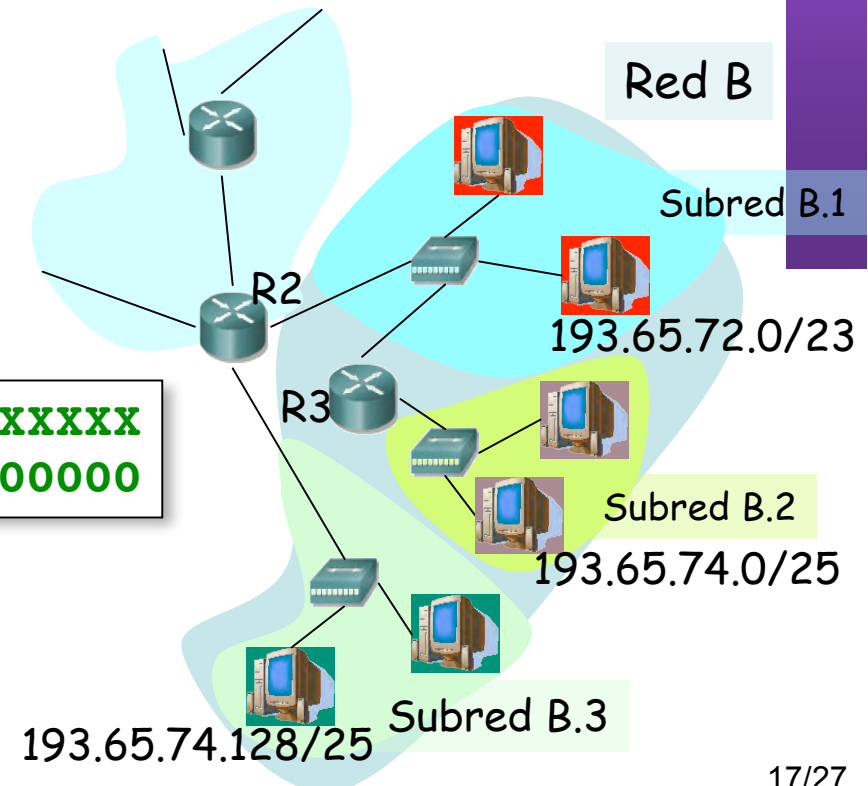 Red B
Subred B.1
R2
193.65.72.0/23
XXXXX
R3
00000
Subred B.2
193.65.74.0/25
Subred B.3
193.65.74.128/25
17/27